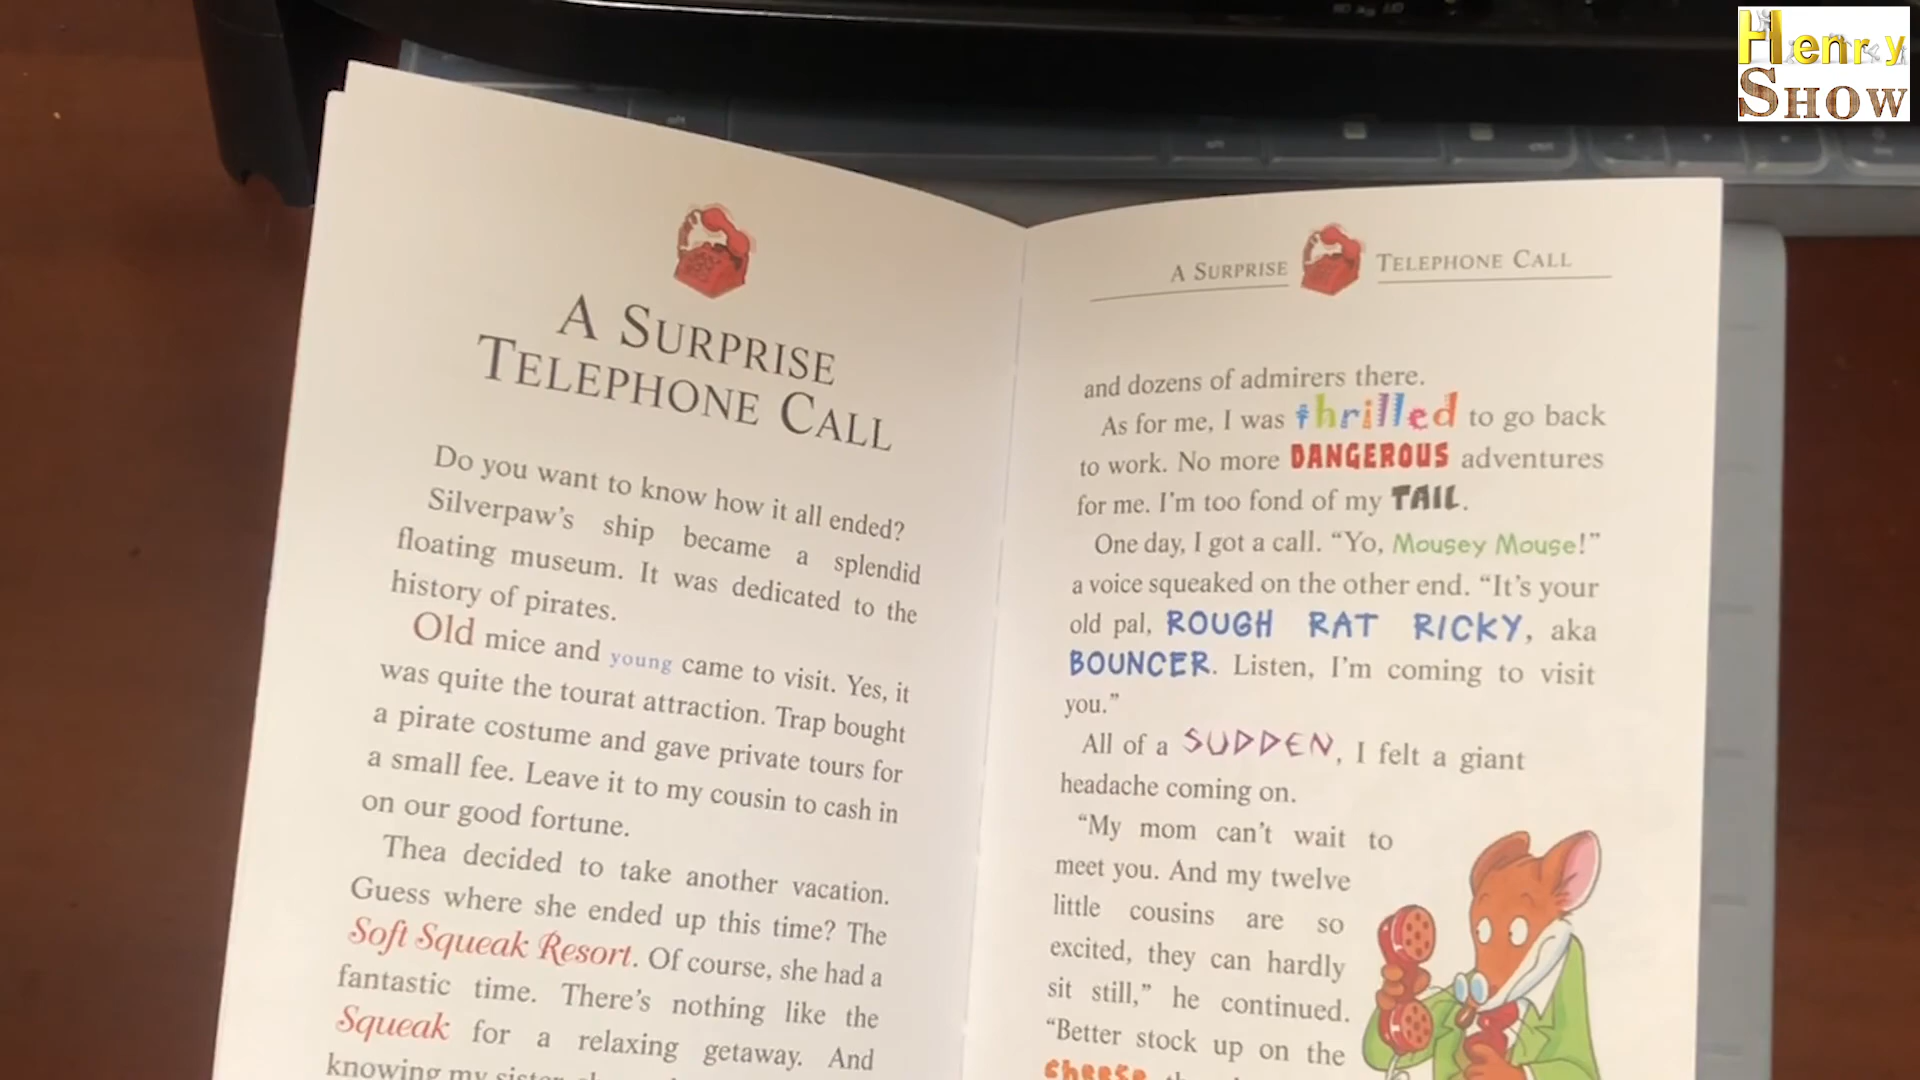 Henry
SHOW
A SURPRISE
TELEPHONE CALL
Do you want to know how it all ended?
Silverpaw's ship became a splendid
floating museum. It was dedicated to the
history of pirates.
Old mice and young came to visit. Yes, it
was quite the tourat attraction. Trap bought
a pirate costume and gave private tours for
a small fee. Leave it to my cousin to cash in
on our good fortune.
Thea decided to take another vacation.
Guess where she ended up this time? The
Soft Squeak Resort. Of course, she had a
fantastic time. There's nothing like the
Squeak for a relaxing getaway. And
knowing my
A SURPRISE TELEPHONE CALL
and dozens of admirers there.
As for me, I was thrilled to go back
to work. No more DANGEROUS adventures
for me. I'm too fond of my TAIL.
One day, I got a call. “Yo, Mousey Mouse!”
a voice squeaked on the other end. “It's your
old pal, ROUGH RAT RICKY, aka
BOUNCER. Listen, I'm coming to visit
you.”
All of a SUDDEN, I felt a giant
headache coming on.
“My mom can't wait to
meet you. And my twelve
little cousins are so
excited, they can hardly
sit still,” he continued.
“Better stock up on the
cheese